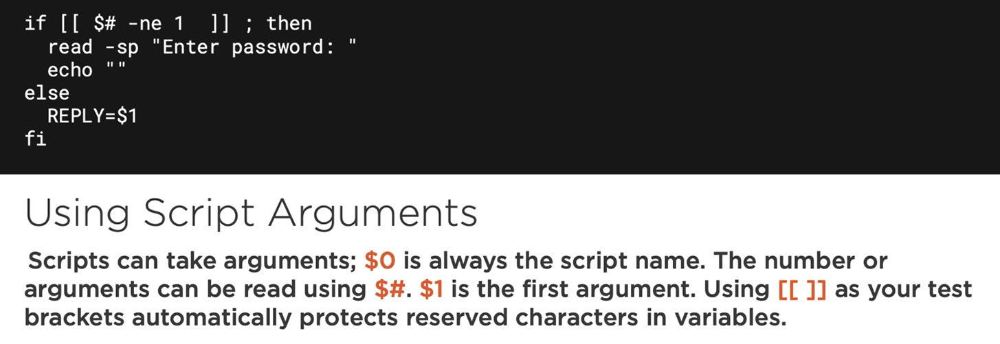 if [[ $# -ne 1  ]] ; then
  read -sp "Enter password: "
  echo ""
else
  REPLY=$1
fi
Using Script Arguments
Scripts can take arguments; $0 is always the script name. The number or
arguments can be read using $#. $1 is the first argument. Using [[ ]] as your test
brackets automatically protects reserved characters in variables.